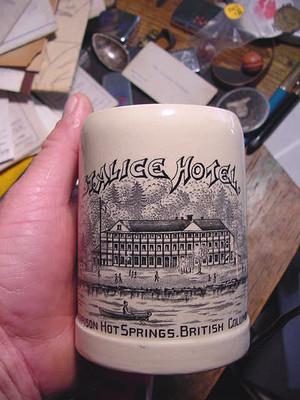 ALICE HOTEL.
HOT SPRINGS. BRITISH